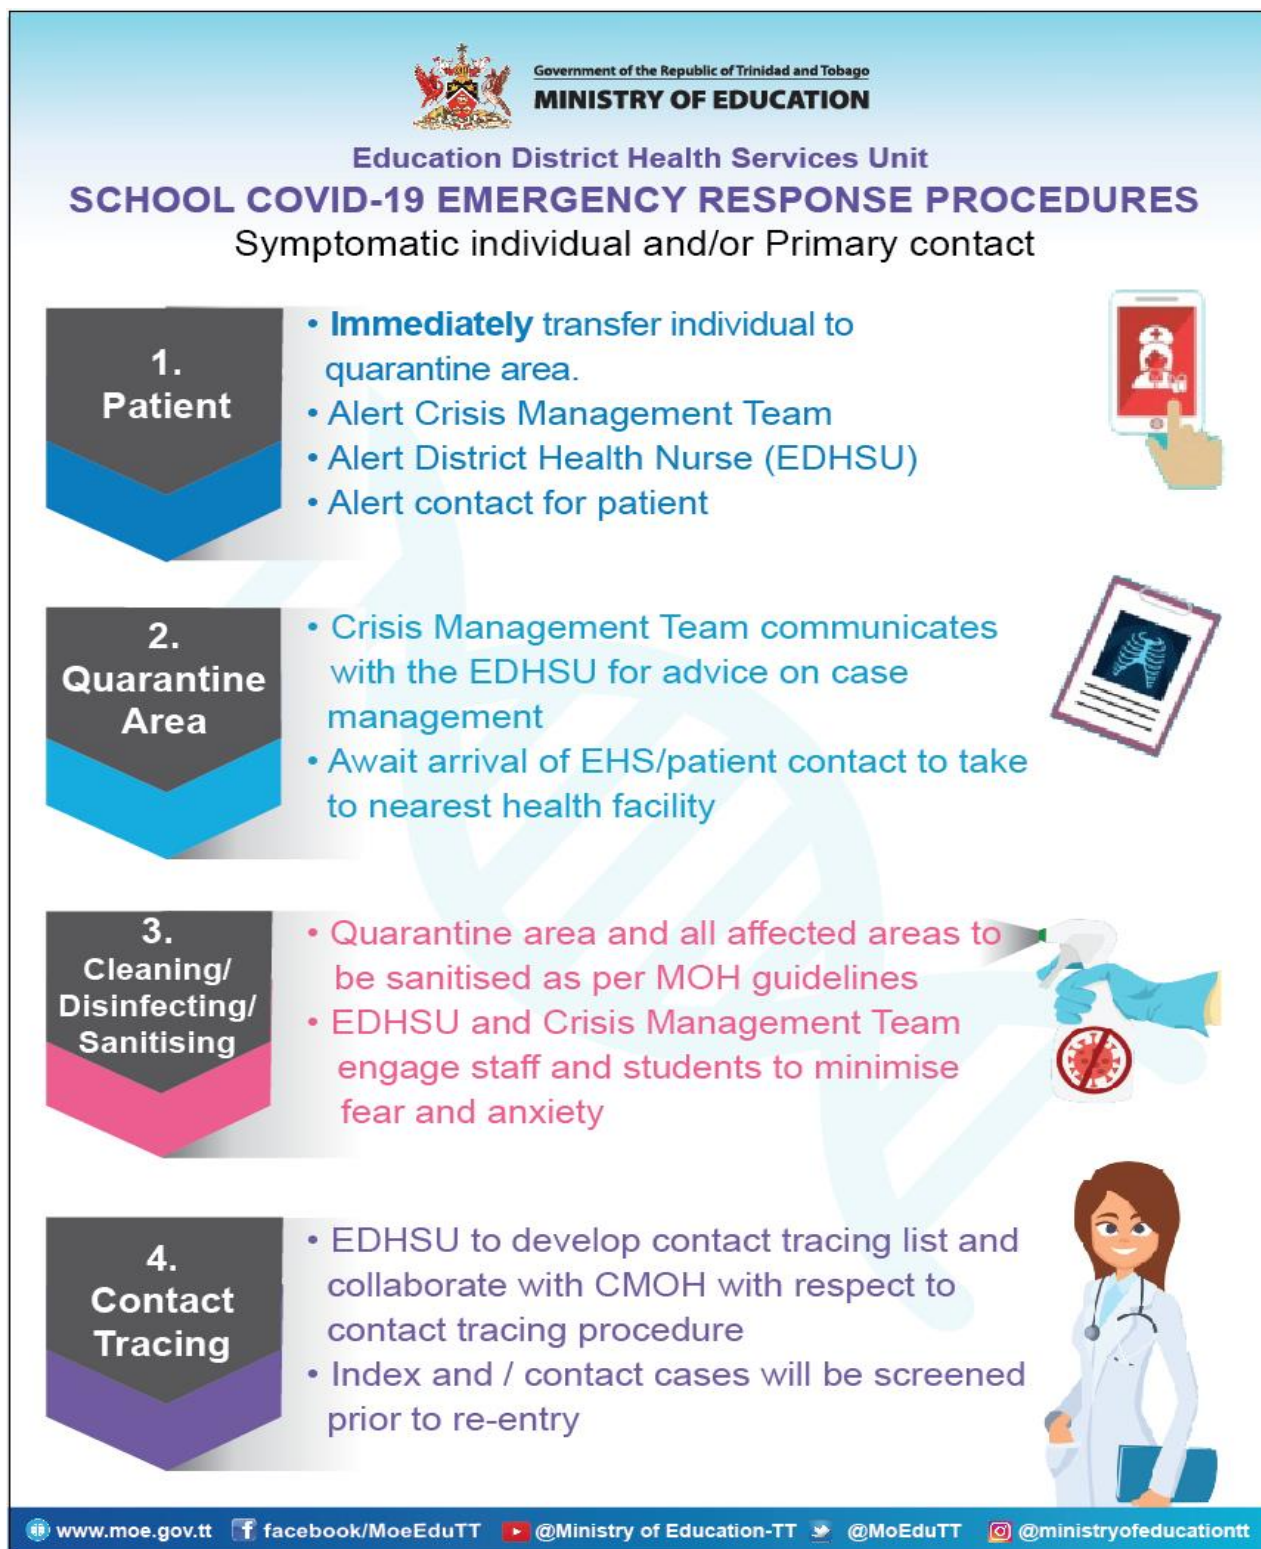 Government of the Republic of Trinidad and Tobago
MINISTRY OF EDUCATION
Education District Health Services Unit
SCHOOL COVID-19 EMERGENCY RESPONSE PROCEDURES
Symptomatic individual and/or Primary contact
1.
Patient
• Immediately transfer individual to
quarantine area.
• Alert Crisis Management Team
• Alert District Health Nurse (EDHSU)
• Alert contact for patient
2.
Quarantine
Area
• Crisis Management Team communicates
with the EDHSU for advice on case
management
• Await arrival of EHS/patient contact to take
to nearest health facility
3.
Cleaning/
Disinfecting/
Sanitising
• Quarantine area and all affected areas to
be sanitised as per MOH guidelines
• EDHSU and Crisis Management Team
engage staff and students to minimise
fear and anxiety
4.
Contact
Tracing
• EDHSU to develop contact tracing list and
collaborate with CMOH with respect to
contact tracing procedure
• Index and / contact cases will be screened
prior to re-entry
www.moe.gov.tt facebook/MoeEduTT @Ministry of Education-TT @MoEduTT @ministryofeducationtt